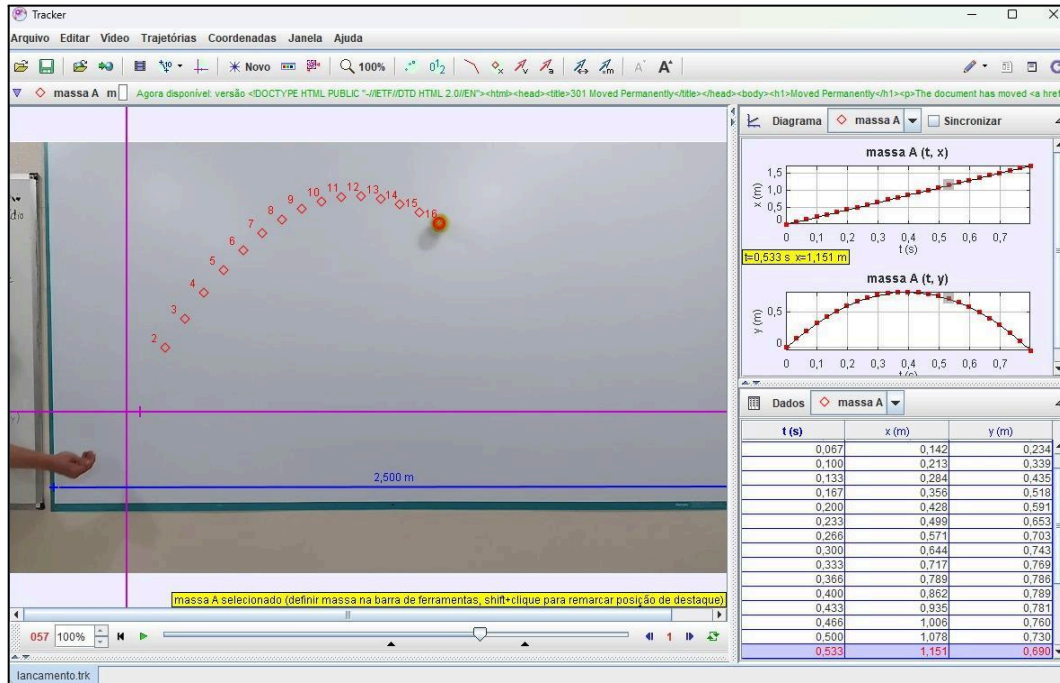 Tracker
Arquivo Editar Video Trajetórias Coordenadas Janela Ajuda
Novo 100%
massa A m Agora disponível: versão <!DOCTYPE HTML PUBLIC "-//IETF//DTD HTML 2.0//EN"><html><head><title>301 Moved Permanently</title></head><body><h1>Moved Permanently</h1><p>The document has moved <a href
Diagrama massa A Sincronizar
massa A (t, x)
x (m)
1,5
1,0
0,5
0
0 0,1 0,2 0,3 0,4 0,5 0,6 0,7
t (s)
t=0,533 s x=1,151 m
massa A (t, y)
y (m)
0,5
0
0 0,1 0,2 0,3 0,4 0,5 0,6 0,7
t (s)
2 3 4 5 6 7 8 9 10 11 12 13 14 15 16
2,500 m
Dados massa A
t (s) x (m) y (m)
0,067 0,142 0,234
0,100 0,213 0,339
0,133 0,284 0,435
0,167 0,356 0,518
0,200 0,428 0,591
0,233 0,499 0,653
0,266 0,571 0,703
0,300 0,644 0,743
0,333 0,717 0,769
0,366 0,789 0,786
0,400 0,862 0,789
0,433 0,935 0,781
0,466 1,006 0,760
0,500 1,078 0,730
0,533 1,151 0,690
massa A selecionado (definir massa na barra de ferramentas, shift+clique para remarcar posição de destaque)
057 100% 1
lancamento.trk